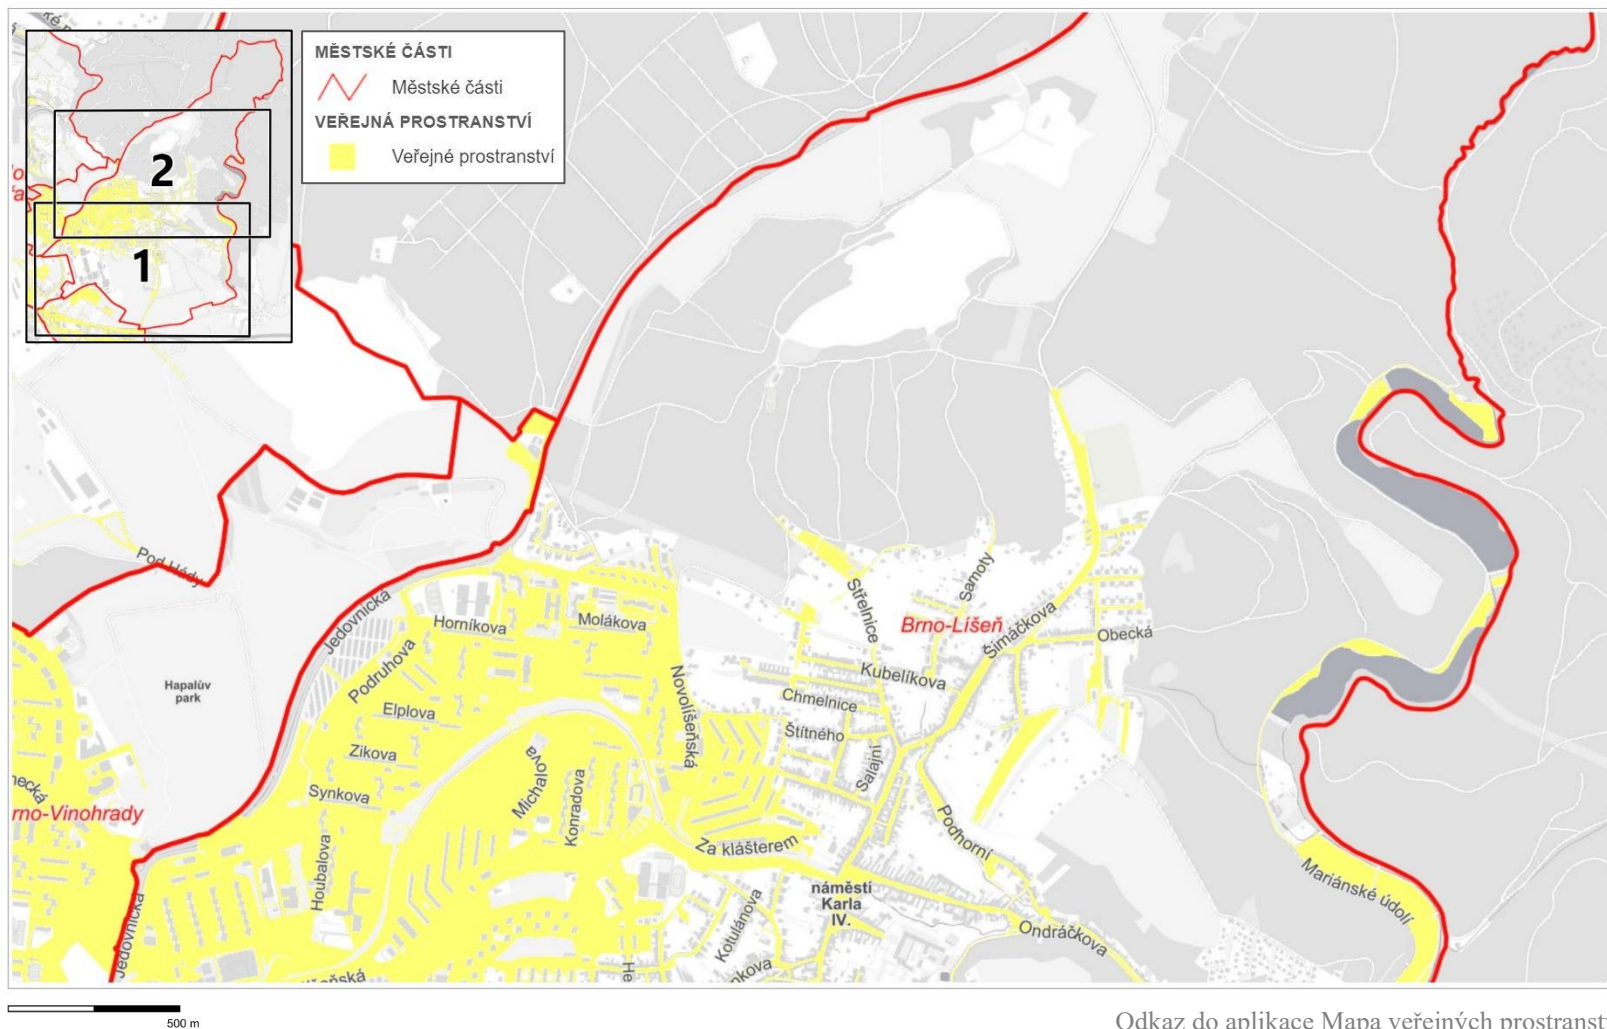 MĚSTSKÉ ČÁSTI
Městské části
VEŘEJNÁ PROSTRANSTVÍ
Veřejné prostranství
2
1
Pod Hády
Jedovnická
Horníkova
Molákova
Podruhova
Elplova
Zikova
Synkova
Houbalova
Michalova
Konradova
Novolíšeňská
Hapalův
park
Střelnice
Samoty
Brno-Líšeň
Šimáčkova
Obecká
Kubelíkova
Chmelnice
Štítného
Salajní
Podhorní
Za klášterem
náměstí
Karla
IV.
Kotulánova
Ondráčkova
Mariánské údolí
rno-Vinohrady
Jedovnická
500 m
Odkaz do aplikace Mapa veřejných prostranst